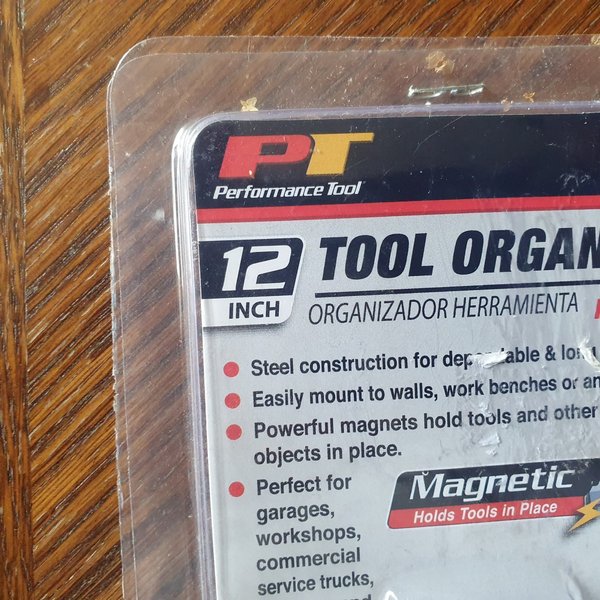 PT
Performance Tool
12
INCH
TOOL ORGAN
ORGANIZADOR HERRAMIENTA
Steel construction for & long
Easily mount to walls, work benches or an
Powerful magnets hold tools and other
objects in place.
Perfect for
garages,
workshops,
commercial
service trucks,
Magnetic
Holds Tools in Place